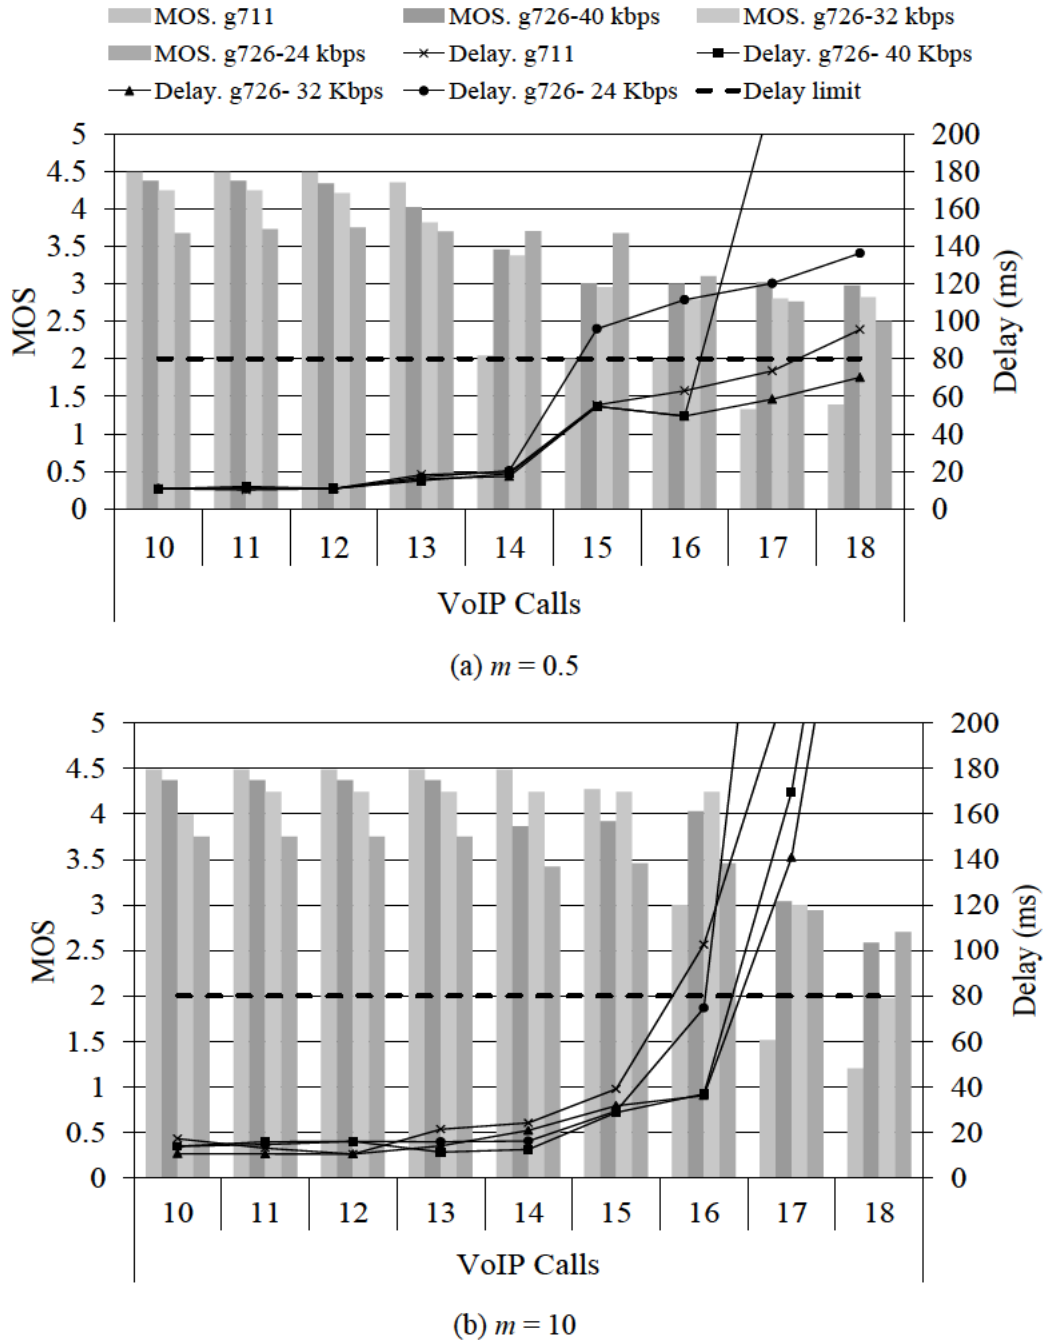 MOS. g711 MOS. g726-40 kbps MOS. g726-32 kbps
MOS. g726-24 kbps Delay. g711 Delay. g726- 40 Kbps
Delay. g726- 32 Kbps Delay. g726- 24 Kbps Delay limit
5 200
4.5 180
4 160
3.5 140
3 120
2.5 100
2 80
1.5 60
1 40
0.5 20
0 0
MOS
Delay (ms)
10 11 12 13 14 15 16 17 18
VoIP Calls
(a) m = 0.5
5 200
4.5 180
4 160
3.5 140
3 120
2.5 100
2 80
1.5 60
1 40
0.5 20
0 0
MOS
Delay (ms)
10 11 12 13 14 15 16 17 18
VoIP Calls
(b) m = 10